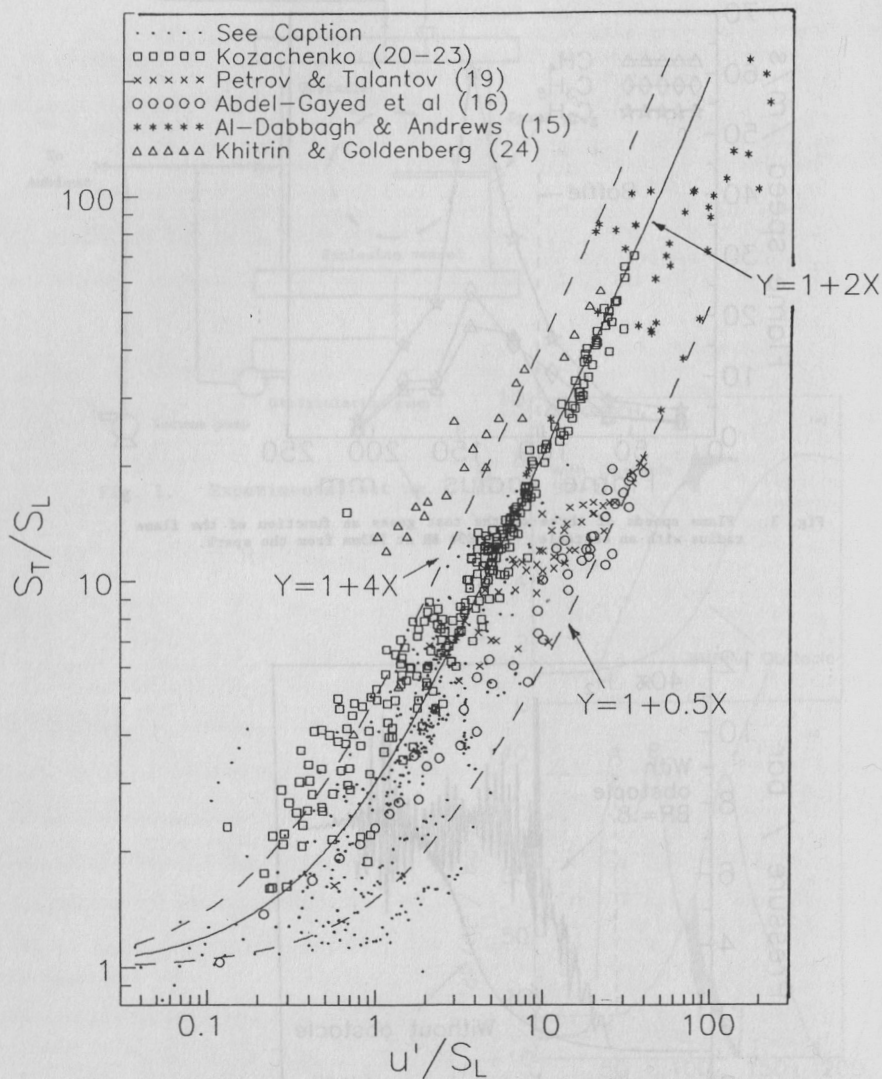 See Caption
Kozachenko (20-23)
Petrov & Talantov (19)
Abdel-Gayed et al (16)
Al-Dabbagh & Andrews (15)
Khitrin & Goldenberg (24)
100
10
1
S_T/S_L
Y=1+2X
Y=1+4X
Y=1+0.5X
0.1
1.0
10
100
u'/S_L